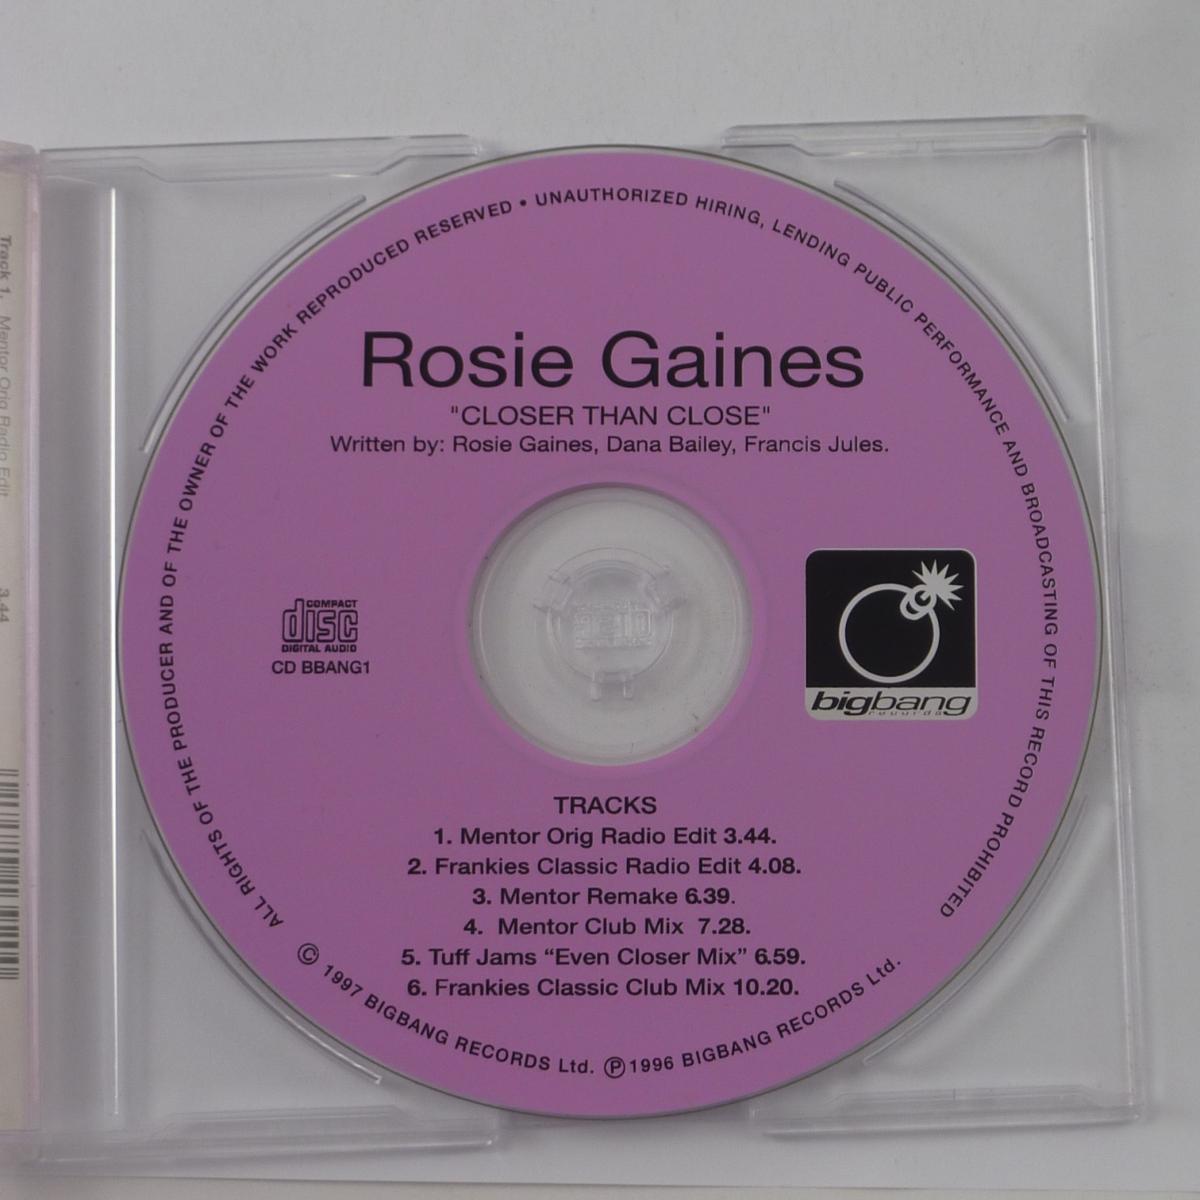 ALL RIGHTS OF THE PRODUCER AND OF THE OWNER OF THE WORK REPRODUCED RESERVED • UNAUTHORIZED HIRING, LENDING PUBLIC PERFORMANCE AND BROADCASTING OF THIS RECORD PROHIBITED
Rosie Gaines
"CLOSER THAN CLOSE"
Written by: Rosie Gaines, Dana Bailey, Francis Jules.
COMPACT
disc
DIGITAL AUDIO
CD BBANG1
bigbang
records
TRACKS
1. Mentor Orig Radio Edit 3.44.
2. Frankies Classic Radio Edit 4.08.
3. Mentor Remake 6.39.
4. Mentor Club Mix 7.28.
5. Tuff Jams “Even Closer Mix” 6.59.
6. Frankies Classic Club Mix 10.20.
© 1997 BIGBANG RECORDS Ltd. ℗1996 BIGBANG RECORDS Ltd.
Track 1. Mentor Orig Radio Edit 3.44